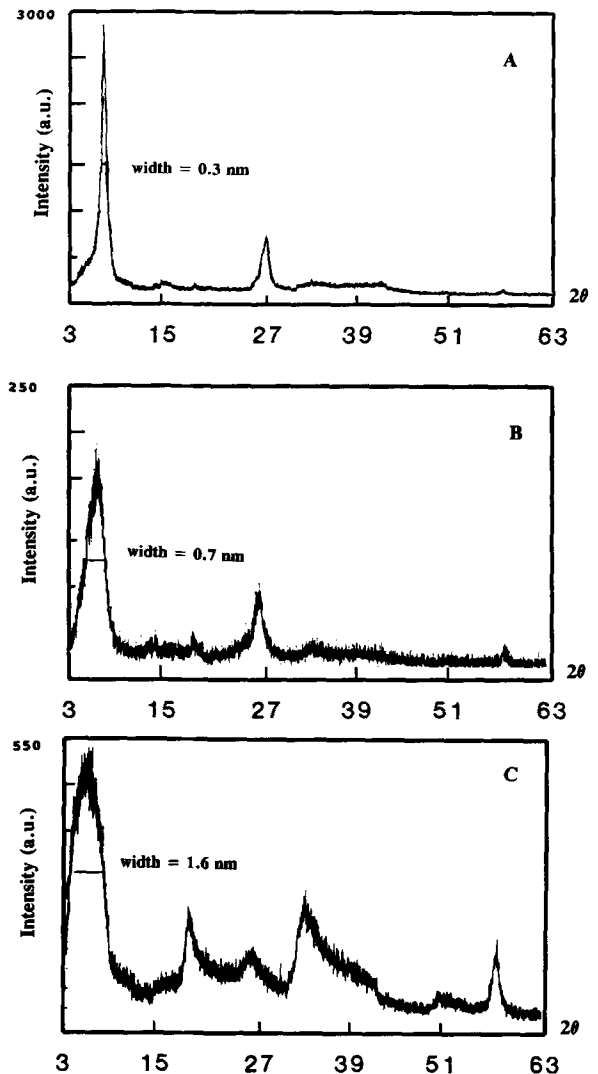 3000
A
Intensity (a.u.)
width = 0.3 nm
2θ
3 15 27 39 51 63
250
B
Intensity (a.u.)
width = 0.7 nm
2θ
3 15 27 39 51 63
550
C
Intensity (a.u.)
width = 1.6 nm
2θ
3 15 27 39 51 63